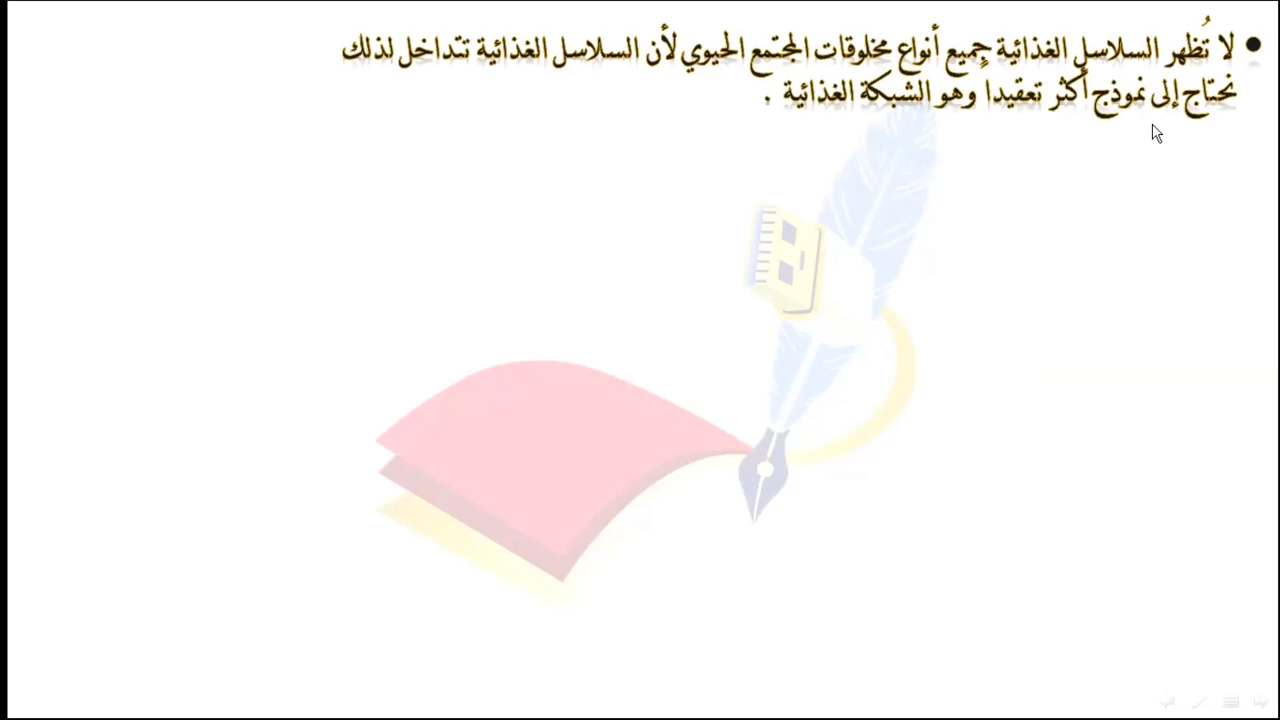 • لا تُظهر السلاسل الغذائية جميع أنواع مخلوقات المجتمع الحيوي لأن السلاسل الغذائية تتداخل لذلك
نحتاج إلى نموذج أكثر تعقيدا وهو الشبكة الغذائية .